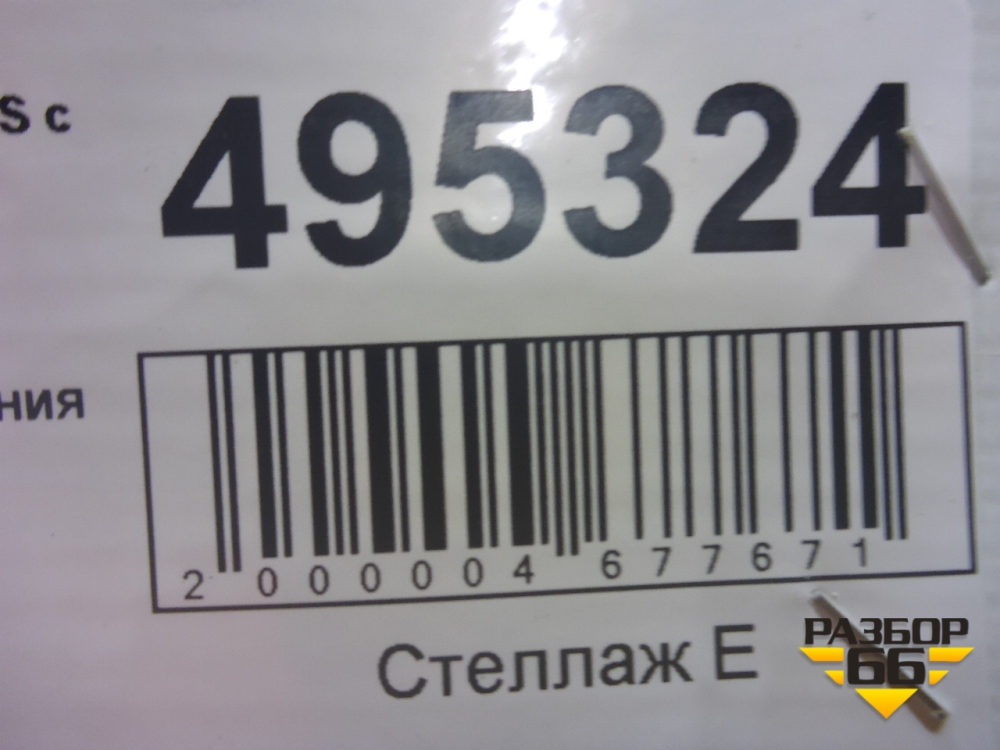 S с
495324
ния
2 000004 677671
Стеллаж Е
РАЗБОР
66